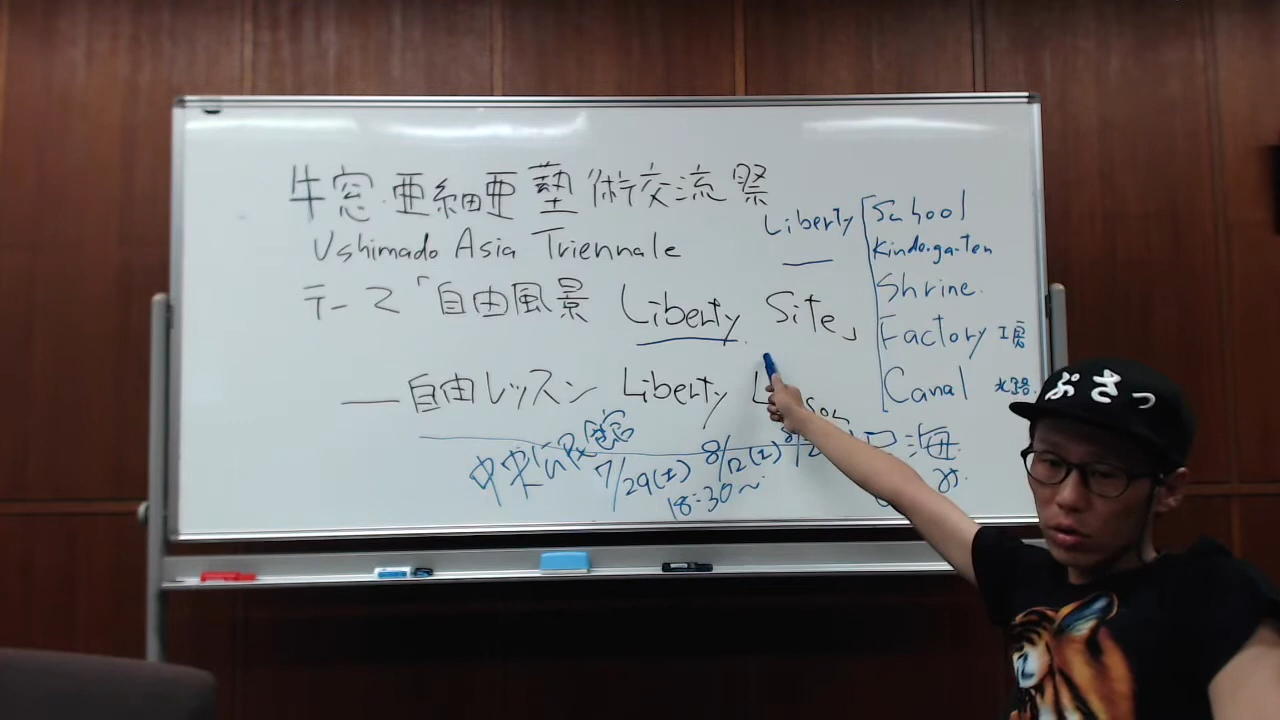 牛窓・亜細亜藝術交流祭
Ushimado Asia Triennale
テーマ「自由風景 Liberty Site」
— 自由レッスン Liberty L sson
中央公民館
7/29(土) 8/12(土)
18:30~
海
Liberty
School
Kindergarten
Shrine.
Factory 工房
Canal 水路
ぷさっ